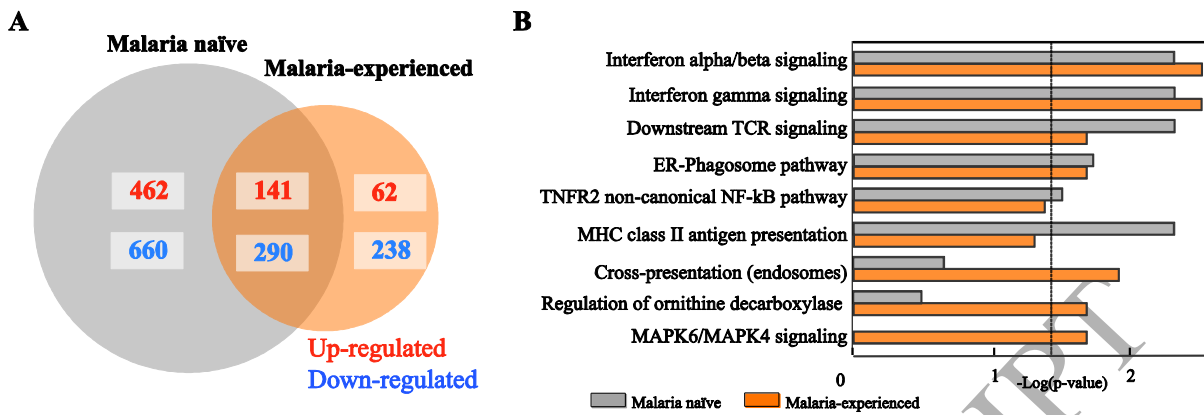 A
Malaria naïve
Malaria-experienced
462
141
62
660
290
238
Up-regulated
Down-regulated
B
Interferon alpha/beta signaling
Interferon gamma signaling
Downstream TCR signaling
ER-Phagosome pathway
TNFR2 non-canonical NF-kB pathway
MHC class II antigen presentation
Cross-presentation (endosomes)
Regulation of ornithine decarboxylase
MAPK6/MAPK4 signaling
0
1
-Log(p-value)
2
Malaria naïve
Malaria-experienced
IPT